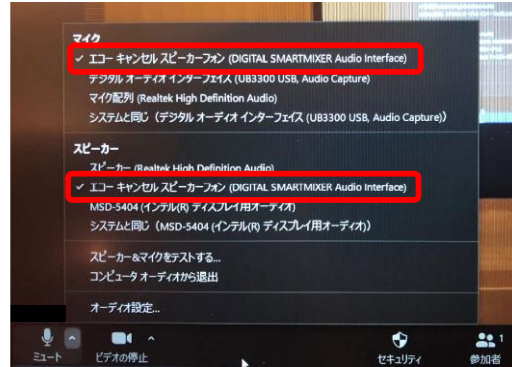 マイク
✓ エコー キャンセル スピーカーフォン (DIGITAL SMARTMIXER Audio Interface)
デジタル オーディオ インターフェイス (UB3300 USB, Audio Capture)
マイク配列 (Realtek High Definition Audio)
システムと同じ (デジタル オーディオ インターフェイス (UB3300 USB, Audio Capture))
スピーカー
スピーカー (Realtek High Definition Audio)
✓ エコー キャンセル スピーカーフォン (DIGITAL SMARTMIXER Audio Interface)
MSD-5404 (インテル(R) ディスプレイ用オーディオ)
システムと同じ (MSD-5404 (インテル(R) ディスプレイ用オーディオ))
スピーカー&マイクをテストする...
コンピュータ オーディオから退出
オーディオ設定...
ミュート ビデオの停止 セキュリティ 参加者 1